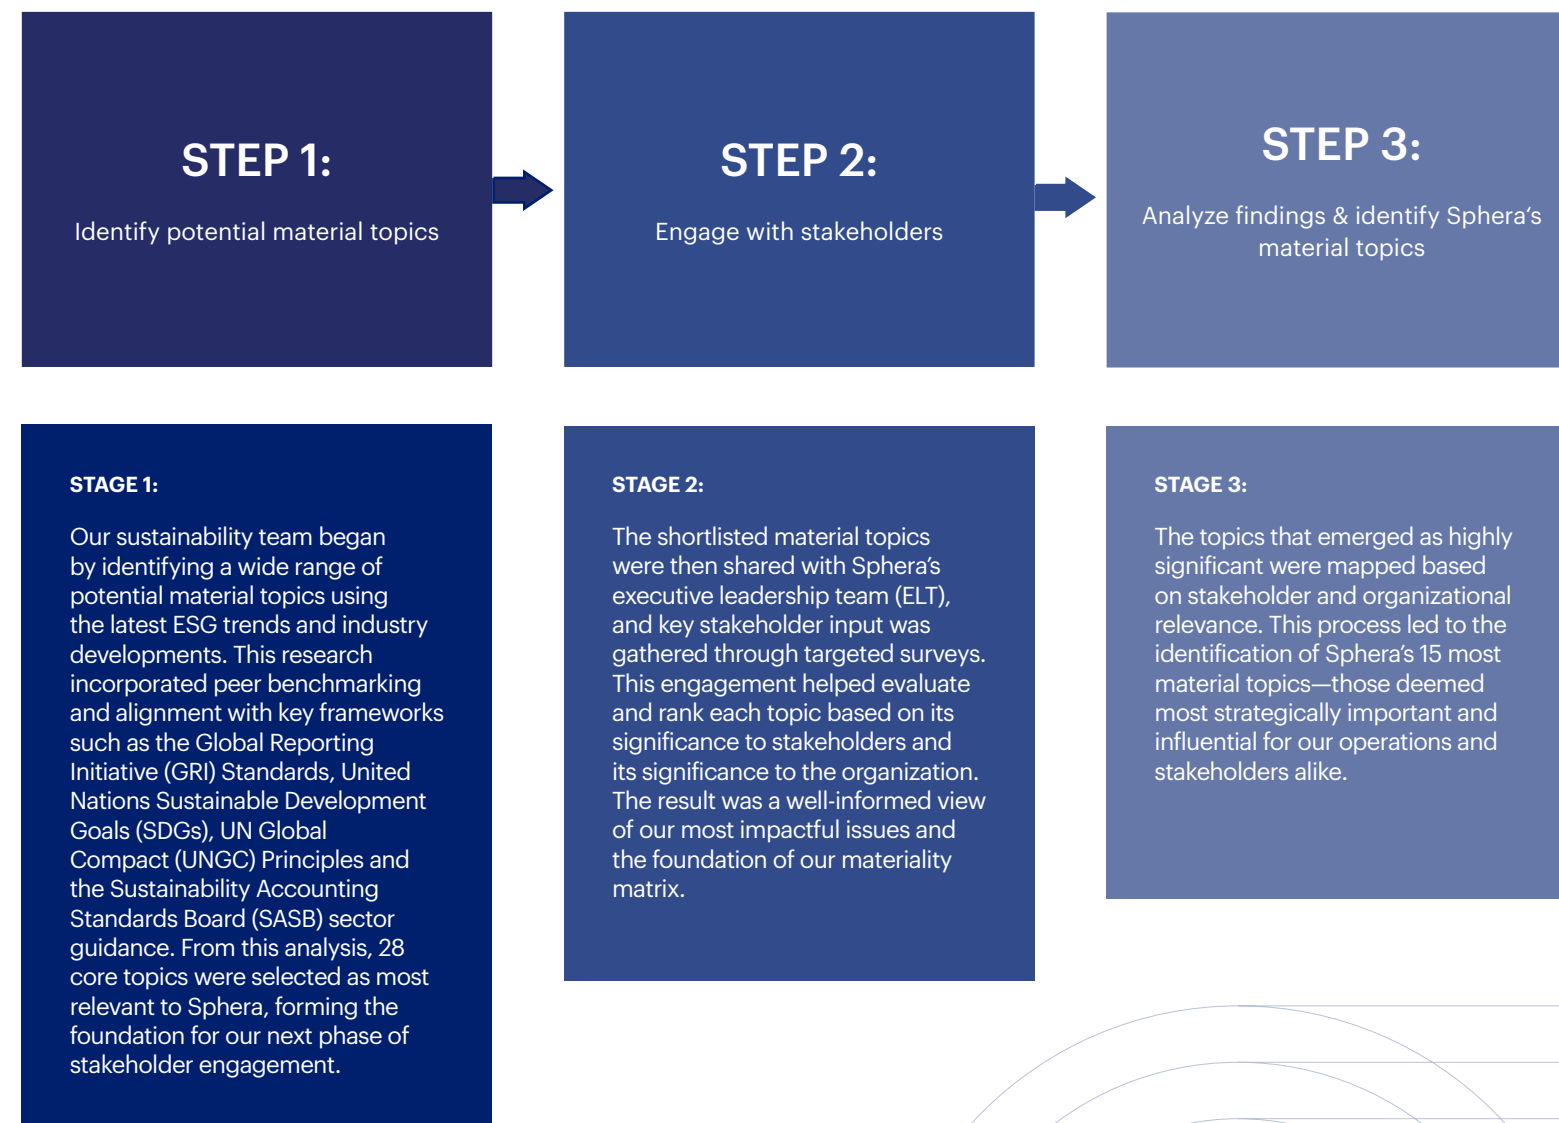 STEP 1:
Identify potential material topics
STEP 2:
Engage with stakeholders
STEP 3:
Analyze findings & identify Sphera’s
material topics
STAGE 1:
Our sustainability team began
by identifying a wide range of
potential material topics using
the latest ESG trends and industry
developments. This research
incorporated peer benchmarking
and alignment with key frameworks
such as the Global Reporting
Initiative (GRI) Standards, United
Nations Sustainable Development
Goals (SDGs), UN Global
Compact (UNGC) Principles and
the Sustainability Accounting
Standards Board (SASB) sector
guidance. From this analysis, 28
core topics were selected as most
relevant to Sphera, forming the
foundation for our next phase of
stakeholder engagement.
STAGE 2:
The shortlisted material topics
were then shared with Sphera’s
executive leadership team (ELT),
and key stakeholder input was
gathered through targeted surveys.
This engagement helped evaluate
and rank each topic based on its
significance to stakeholders and
its significance to the organization.
The result was a well-informed view
of our most impactful issues and
the foundation of our materiality
matrix.
STAGE 3:
The topics that emerged as highly
significant were mapped based
on stakeholder and organizational
relevance. This process led to the
identification of Sphera’s 15 most
material topics—those deemed
most strategically important and
influential for our operations and
stakeholders alike.